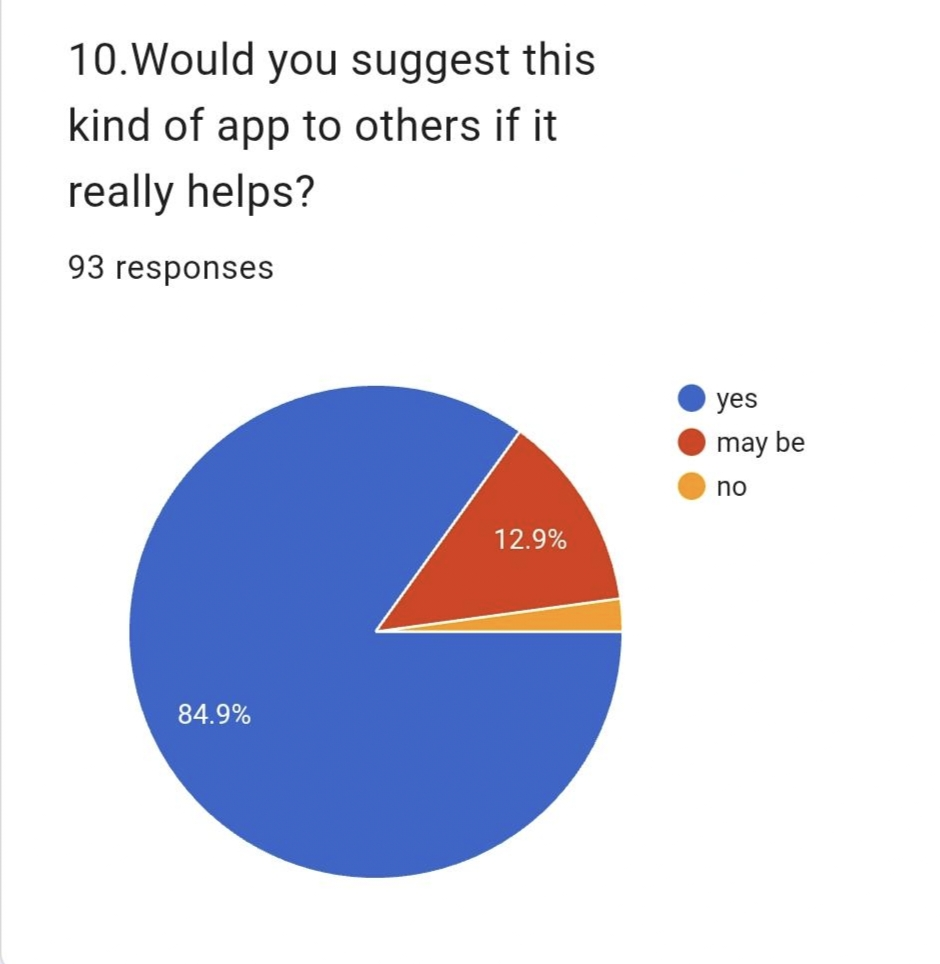 10.Would you suggest this
kind of app to others if it
really helps?
93 responses
yes
may be
no
12.9%
84.9%